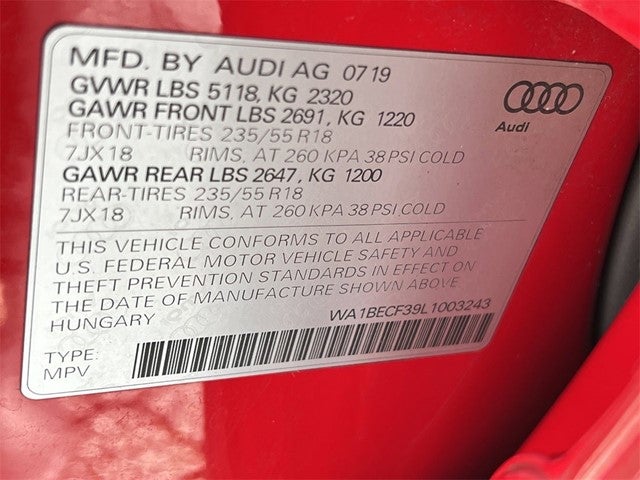 MFD. BY AUDI AG 07 19
GVWR LBS 5118, KG 2320
GAWR FRONT LBS 2691, KG 1220
FRONT-TIRES 235/55 R18
7JX18 RIMS, AT 260 KPA 38 PSI COLD
GAWR REAR LBS 2647, KG 1200
REAR-TIRES 235/55 R18
7JX18 RIMS, AT 260 KPA 38 PSI COLD
Audi
THIS VEHICLE CONFORMS TO ALL APPLICABLE
U.S. FEDERAL MOTOR VEHICLE SAFETY AND
THEFT PREVENTION STANDARDS IN EFFECT ON
THE DATE OF MANUFACTURE SHOWN ABOVE
HUNGARY WA1BECF39L1003243
TYPE:
MPV